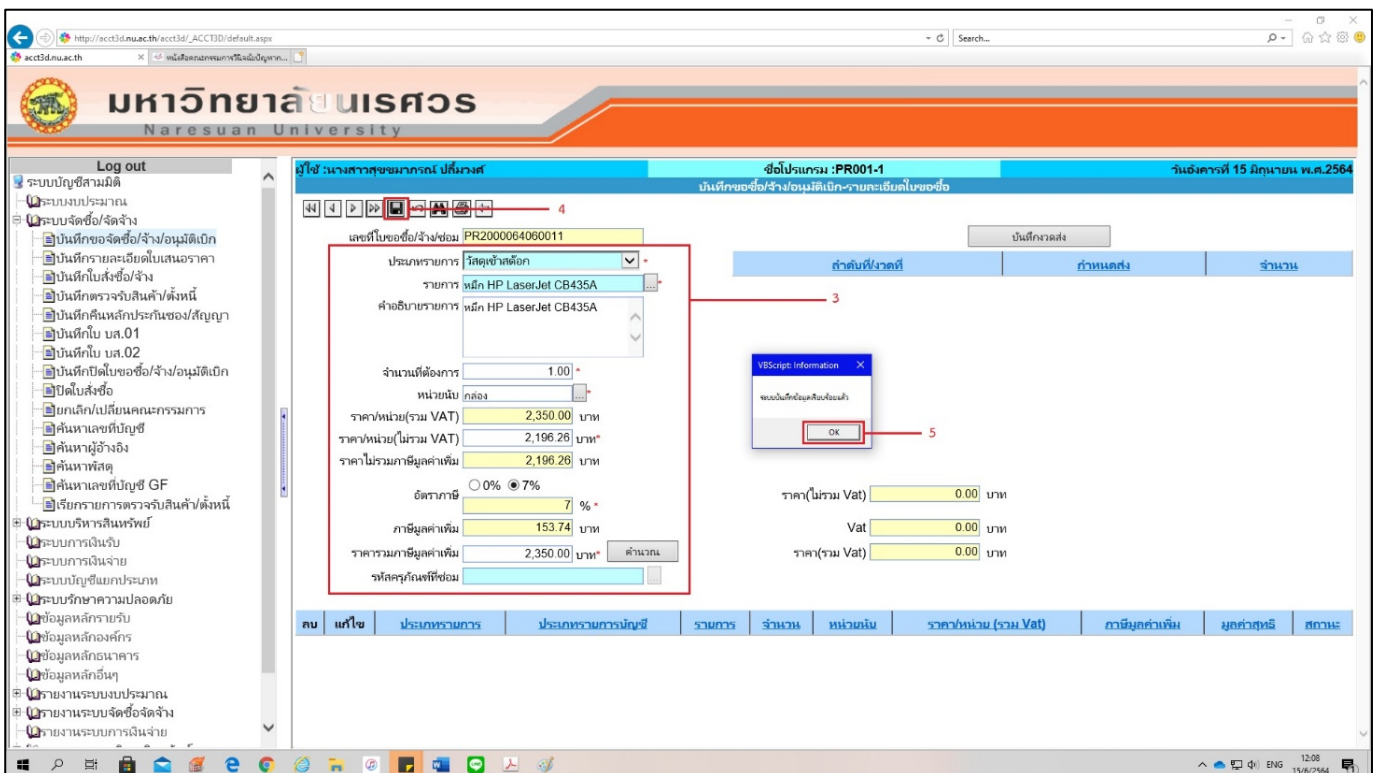 http://acct3d.nu.ac.th/acct3d/_ACCT3D/default.aspx
Search...
acct3d.nu.ac.th
มหาวิทยาลัยนเรศวร
Naresuan University
Log out
ระบบบัญชีสามมิติ
ระบบงบประมาณ
ระบบจัดซื้อ/จัดจ้าง
บันทึกขอจัดซื้อ/จ้าง/อนุมัติเบิก
บันทึกรายละเอียดใบเสนอราคา
บันทึกใบสั่งซื้อ/จ้าง
บันทึกตรวจรับสินค้า/ตั้งหนี้
บันทึกคืนหลักประกันซอง/สัญญา
บันทึกใบ บส.01
บันทึกใบ บส.02
บันทึกปิดใบขอซื้อ/จ้าง/อนุมัติเบิก
ปิดใบสั่งซื้อ
ยกเลิก/เปลี่ยนคณะกรรมการ
ค้นหาเลขที่บัญชี
ค้นหาผู้อ้างอิง
ค้นหาพัสดุ
ค้นหาเลขที่บัญชี GF
เรียกรายการตรวจรับสินค้า/ตั้งหนี้
ระบบบริหารสินทรัพย์
ระบบการเงินรับ
ระบบการเงินจ่าย
ระบบบัญชีแยกประเภท
ระบบรักษาความปลอดภัย
ข้อมูลหลักรายรับ
ข้อมูลหลักองค์กร
ข้อมูลหลักธนาคาร
ข้อมูลหลักอื่นๆ
รายงานระบบงบประมาณ
รายงานระบบจัดซื้อจัดจ้าง
รายงานระบบการเงินจ่าย
ผู้ใช้ :นางสาวสุขขมาภรณ์ ปลื้มวงศ์ ชื่อโปรแกรม :PR001-1 วันอังคารที่ 15 มิถุนายน พ.ศ.2564
บันทึกขอซื้อ/จ้าง/อนุมัติเบิก-รายละเอียดใบขอซื้อ
4
เลขที่ใบขอซื้อ/จ้าง/ซ่อม PR2000064060011
ประเภทรายการ วัสดุเข้าสต๊อก *
รายการ หมึก HP LaserJet CB435A ... *
คำอธิบายรายการ หมึก HP LaserJet CB435A
จำนวนที่ต้องการ 1.00 *
หน่วยนับ กล่อง ... *
ราคา/หน่วย(รวม VAT) 2,350.00 บาท
ราคา/หน่วย(ไม่รวม VAT) 2,196.26 บาท*
ราคาไม่รวมภาษีมูลค่าเพิ่ม 2,196.26 บาท
อัตราภาษี 0% 7%
7 % *
ภาษีมูลค่าเพิ่ม 153.74 บาท
ราคารวมภาษีมูลค่าเพิ่ม 2,350.00 บาท* คำนวณ
รหัสครุภัณฑ์ที่ซ่อม ...
3
บันทึกงวดส่ง
ลำดับที่/งวดที่ กำหนดส่ง จำนวน
VBScript: Information
ระบบบันทึกข้อมูลเรียบร้อยแล้ว
OK
5
ราคา(ไม่รวม Vat) 0.00 บาท
Vat 0.00 บาท
ราคา(รวม Vat) 0.00 บาท
ลบ แก้ไข ประเภทรายการ ประเภทรายการบัญชี รายการ จำนวน หน่วยนับ ราคา/หน่วย (รวม Vat) ภาษีมูลค่าเพิ่ม มูลค่าสุทธิ สถานะ
ENG
12:08
15/6/2564